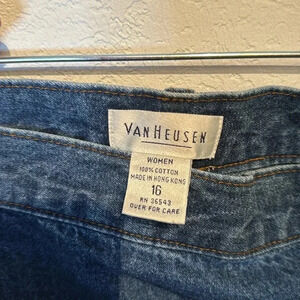 VAN HEUSEN
WOMEN
100% COTTON
MADE IN HONG KONG
16
RN 36543
OVER FOR CARE